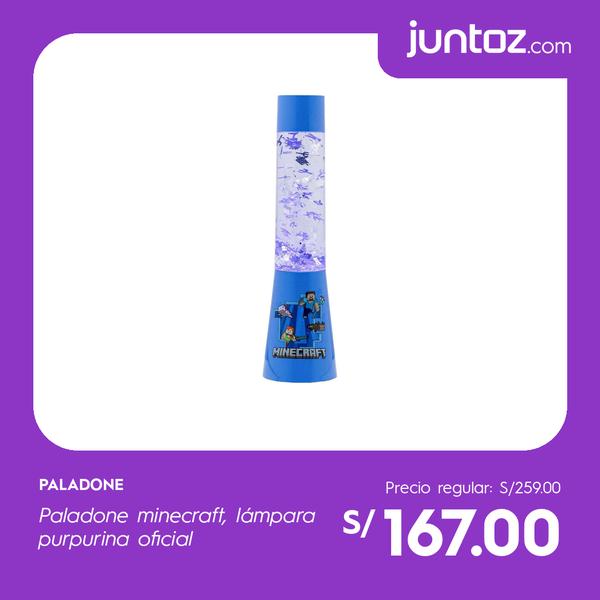 juntoz.com
MINECRAFT
PALADONE
Paladone minecraft, lámpara
purpurina oficial
Precio regular: S/259.00
S/167.00